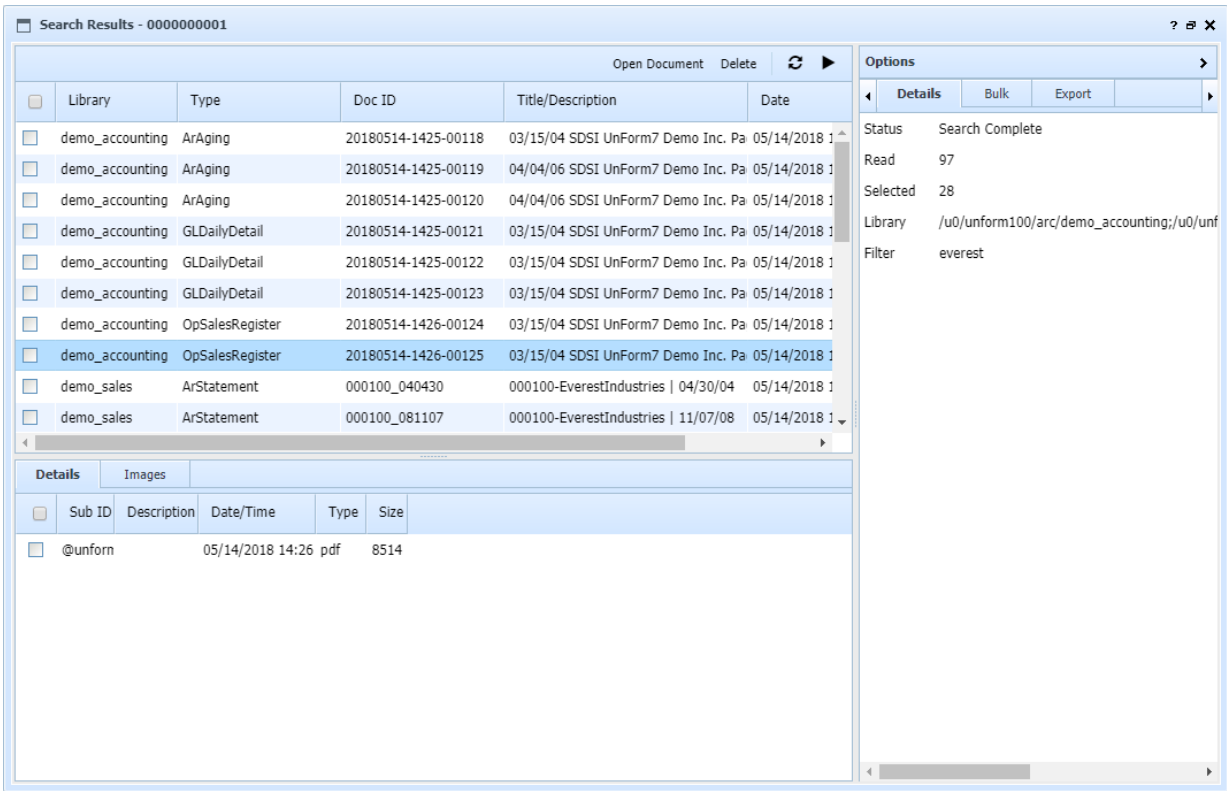 Search Results - 0000000001 ?
Open Document Delete
Library Type Doc ID Title/Description Date
demo_accounting ArAging 20180514-1425-00118 03/15/04 SDSI UnForm7 Demo Inc. Pa 05/14/2018 1
demo_accounting ArAging 20180514-1425-00119 04/04/06 SDSI UnForm7 Demo Inc. Pa 05/14/2018 1
demo_accounting ArAging 20180514-1425-00120 04/04/06 SDSI UnForm7 Demo Inc. Pa 05/14/2018 1
demo_accounting GLDailyDetail 20180514-1425-00121 03/15/04 SDSI UnForm7 Demo Inc. Pa 05/14/2018 1
demo_accounting GLDailyDetail 20180514-1425-00122 03/15/04 SDSI UnForm7 Demo Inc. Pa 05/14/2018 1
demo_accounting GLDailyDetail 20180514-1425-00123 03/15/04 SDSI UnForm7 Demo Inc. Pa 05/14/2018 1
demo_accounting OpSalesRegister 20180514-1426-00124 03/15/04 SDSI UnForm7 Demo Inc. Pa 05/14/2018 1
demo_accounting OpSalesRegister 20180514-1426-00125 03/15/04 SDSI UnForm7 Demo Inc. Pa 05/14/2018 1
demo_sales ArStatement 000100_040430 000100-EverestIndustries | 04/30/04 05/14/2018 1
demo_sales ArStatement 000100_081107 000100-EverestIndustries | 11/07/08 05/14/2018 1
Details Images
Sub ID Description Date/Time Type Size
@unforn 05/14/2018 14:26 pdf 8514
Options
Details Bulk Export
Status Search Complete
Read 97
Selected 28
Library /u0/unform100/arc/demo_accounting;/u0/unf
Filter everest